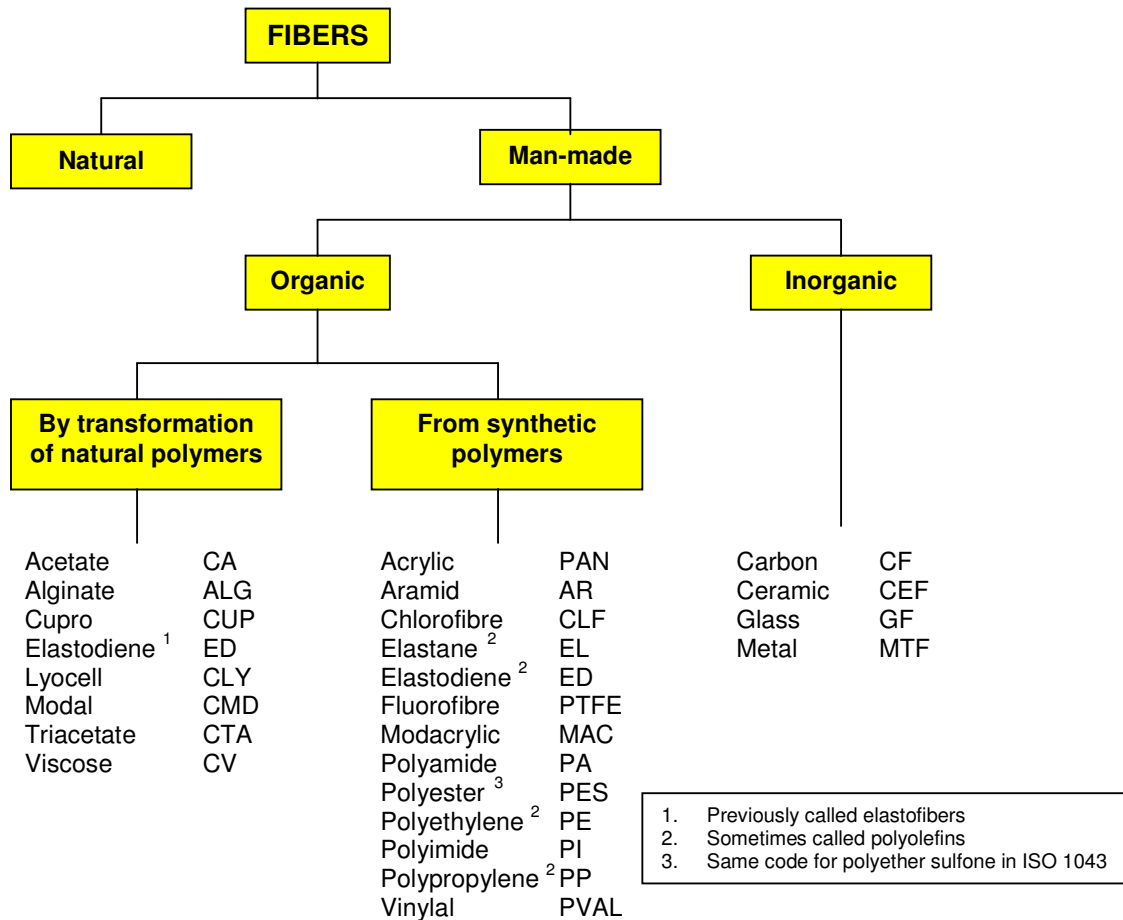 FIBERS
Natural
Man-made
Organic
Inorganic
By transformation
of natural polymers
From synthetic
polymers
Acetate CA
Alginate ALG
Cupro CUP
Elastodiene 1 ED
Lyocell CLY
Modal CMD
Triacetate CTA
Viscose CV
Acrylic PAN
Aramid AR
Chlorofibre CLF
Elastane 2 EL
Elastodiene 2 ED
Fluorofibre PTFE
Modacrylic MAC
Polyamide PA
Polyester 3 PES
Polyethylene 2 PE
Polyimide PI
Polypropylene 2 PP
Vinylal PVAL
Carbon CF
Ceramic CEF
Glass GF
Metal MTF
1. Previously called elastofibers
2. Sometimes called polyolefins
3. Same code for polyether sulfone in ISO 1043